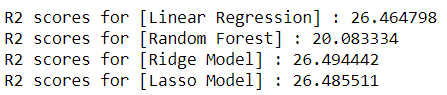 R2 scores for [Linear Regression] : 26.464798
R2 scores for [Random Forest] : 20.083334
R2 scores for [Ridge Model] : 26.494442
R2 scores for [Lasso Model] : 26.485511